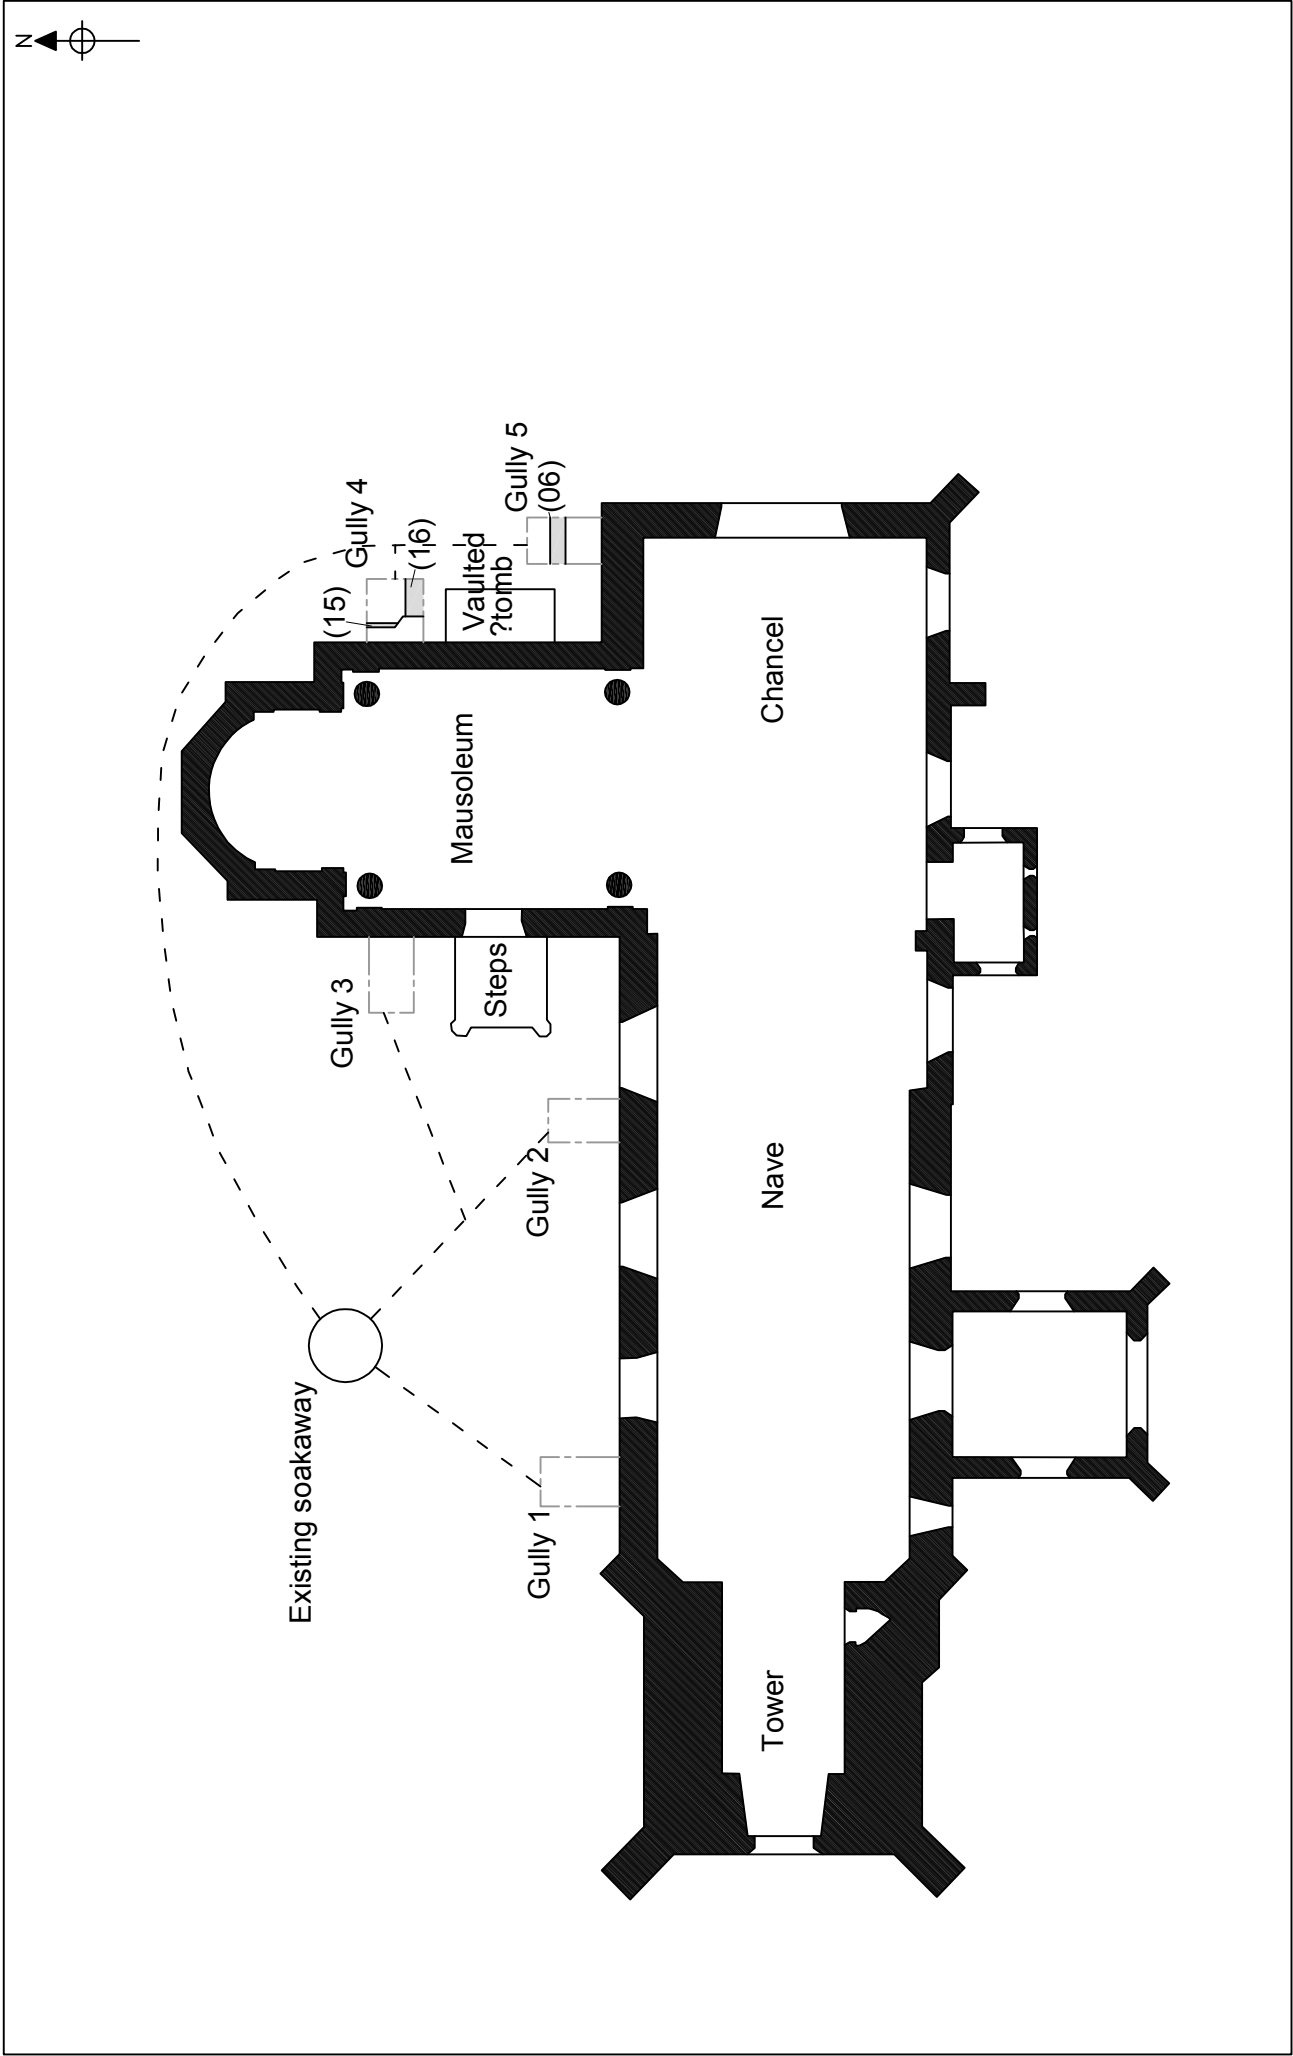 N
Existing soakaway
Gully 1
Gully 2
Gully 3
Gully 4
(15)
(16)
Gully 5
(06)
Vaulted
?tomb
Steps
Mausoleum
Tower
Nave
Chancel